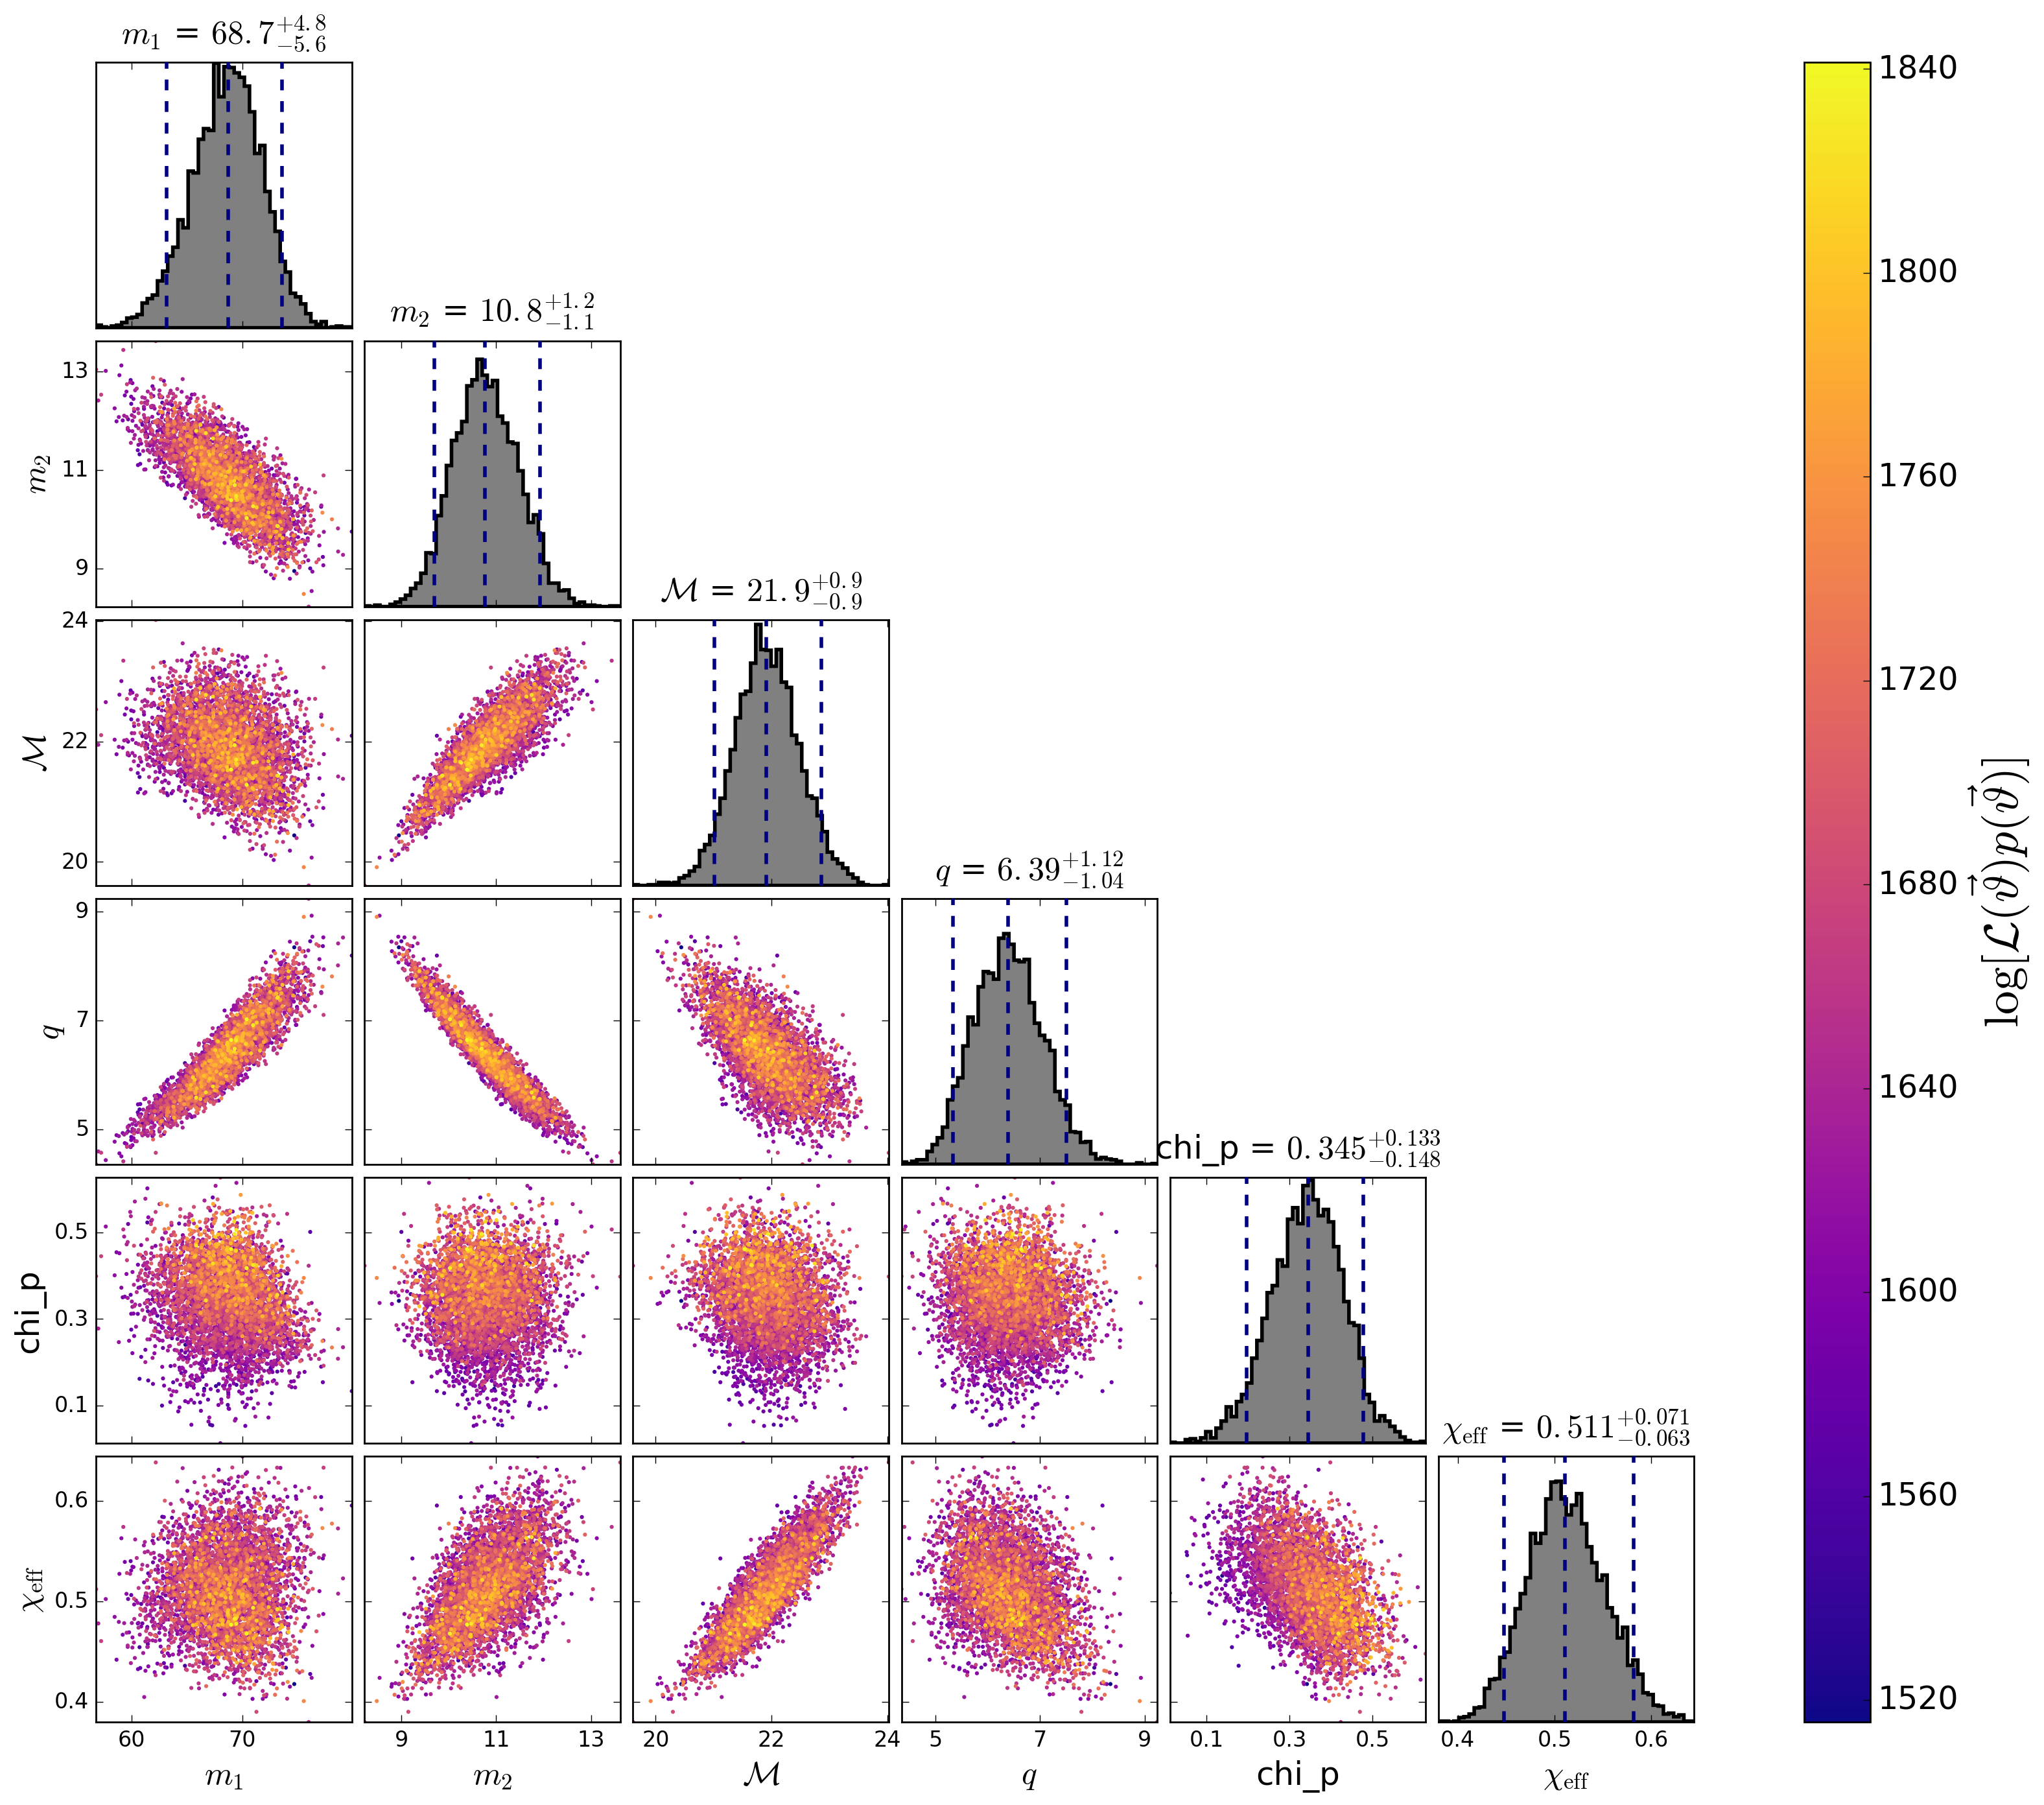 m₁ = 68.7 +4.8 −5.6
1840
m₂ = 10.8 +1.2 −1.1
1800
13
11
9
m₂
1760
ℳ = 21.9 +0.9 −0.9
24
22
20
ℳ
1720
q = 6.39 +1.12 −1.04
9
7
5
q
1680
log[ℒ(ϑ⃗)p(ϑ⃗)]
1640
chi_p = 0.345 +0.133 −0.148
0.5
0.3
0.1
chi_p
1600
χeff = 0.511 +0.071 −0.063
0.6
0.5
0.4
χeff
1560
1520
60 70 9 11 13 20 22 24 5 7 9 0.1 0.3 0.5 0.4 0.5 0.6
m₁ m₂ ℳ q chi_p χeff